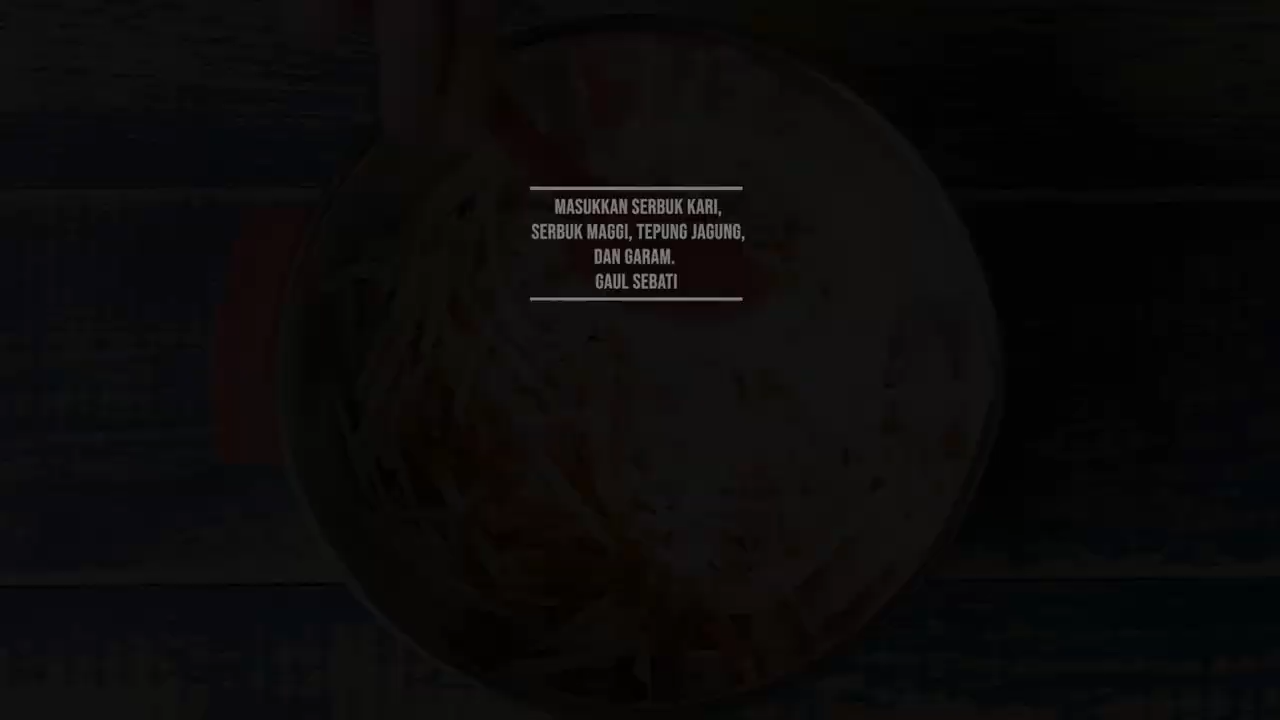 MASUKKAN SERBUK KARI,
SERBUK MAGGI, TEPUNG JAGUNG,
DAN GARAM.
GAUL SEBATI